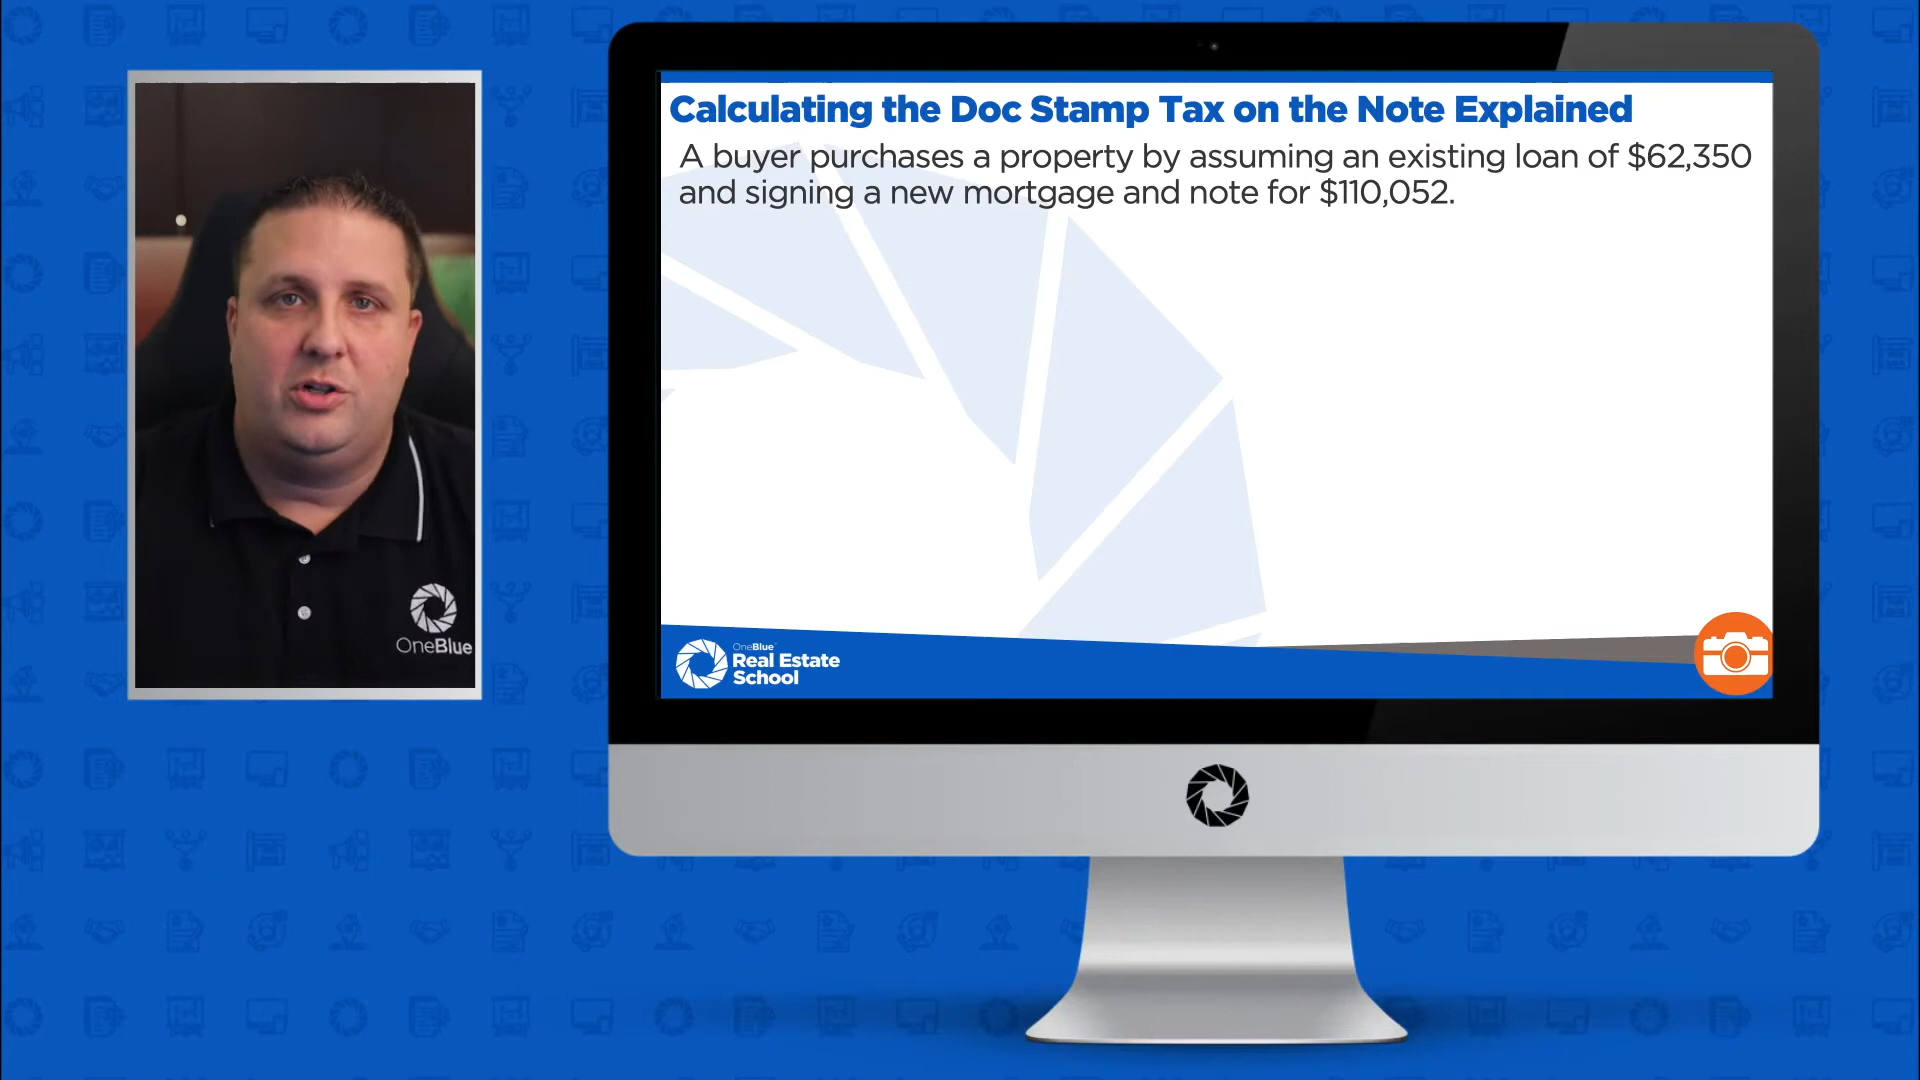 Calculating the Doc Stamp Tax on the Note Explained
A buyer purchases a property by assuming an existing loan of $62,350
and signing a new mortgage and note for $110,052.
OneBlue
OneBlue
Real Estate
School